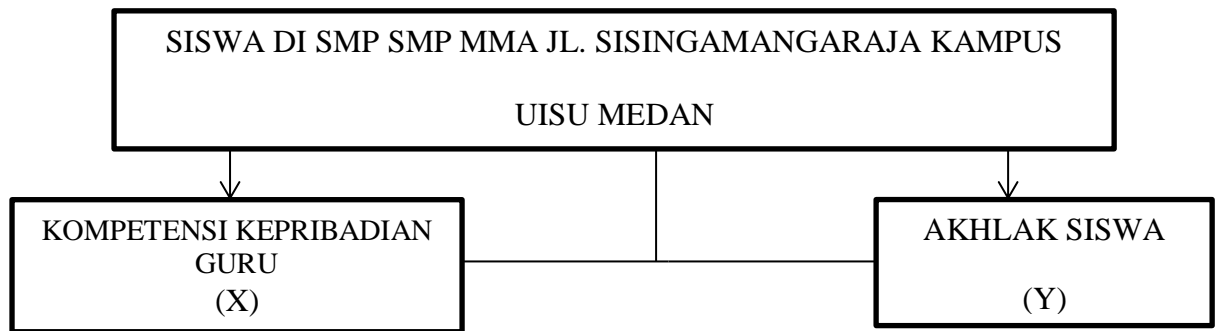 SISWA DI SMP SMP MMA JL. SISINGAMANGARAJA KAMPUS
UISU MEDAN
KOMPETENSI KEPRIBADIAN
GURU
(X)
AKHLAK SISWA
(Y)